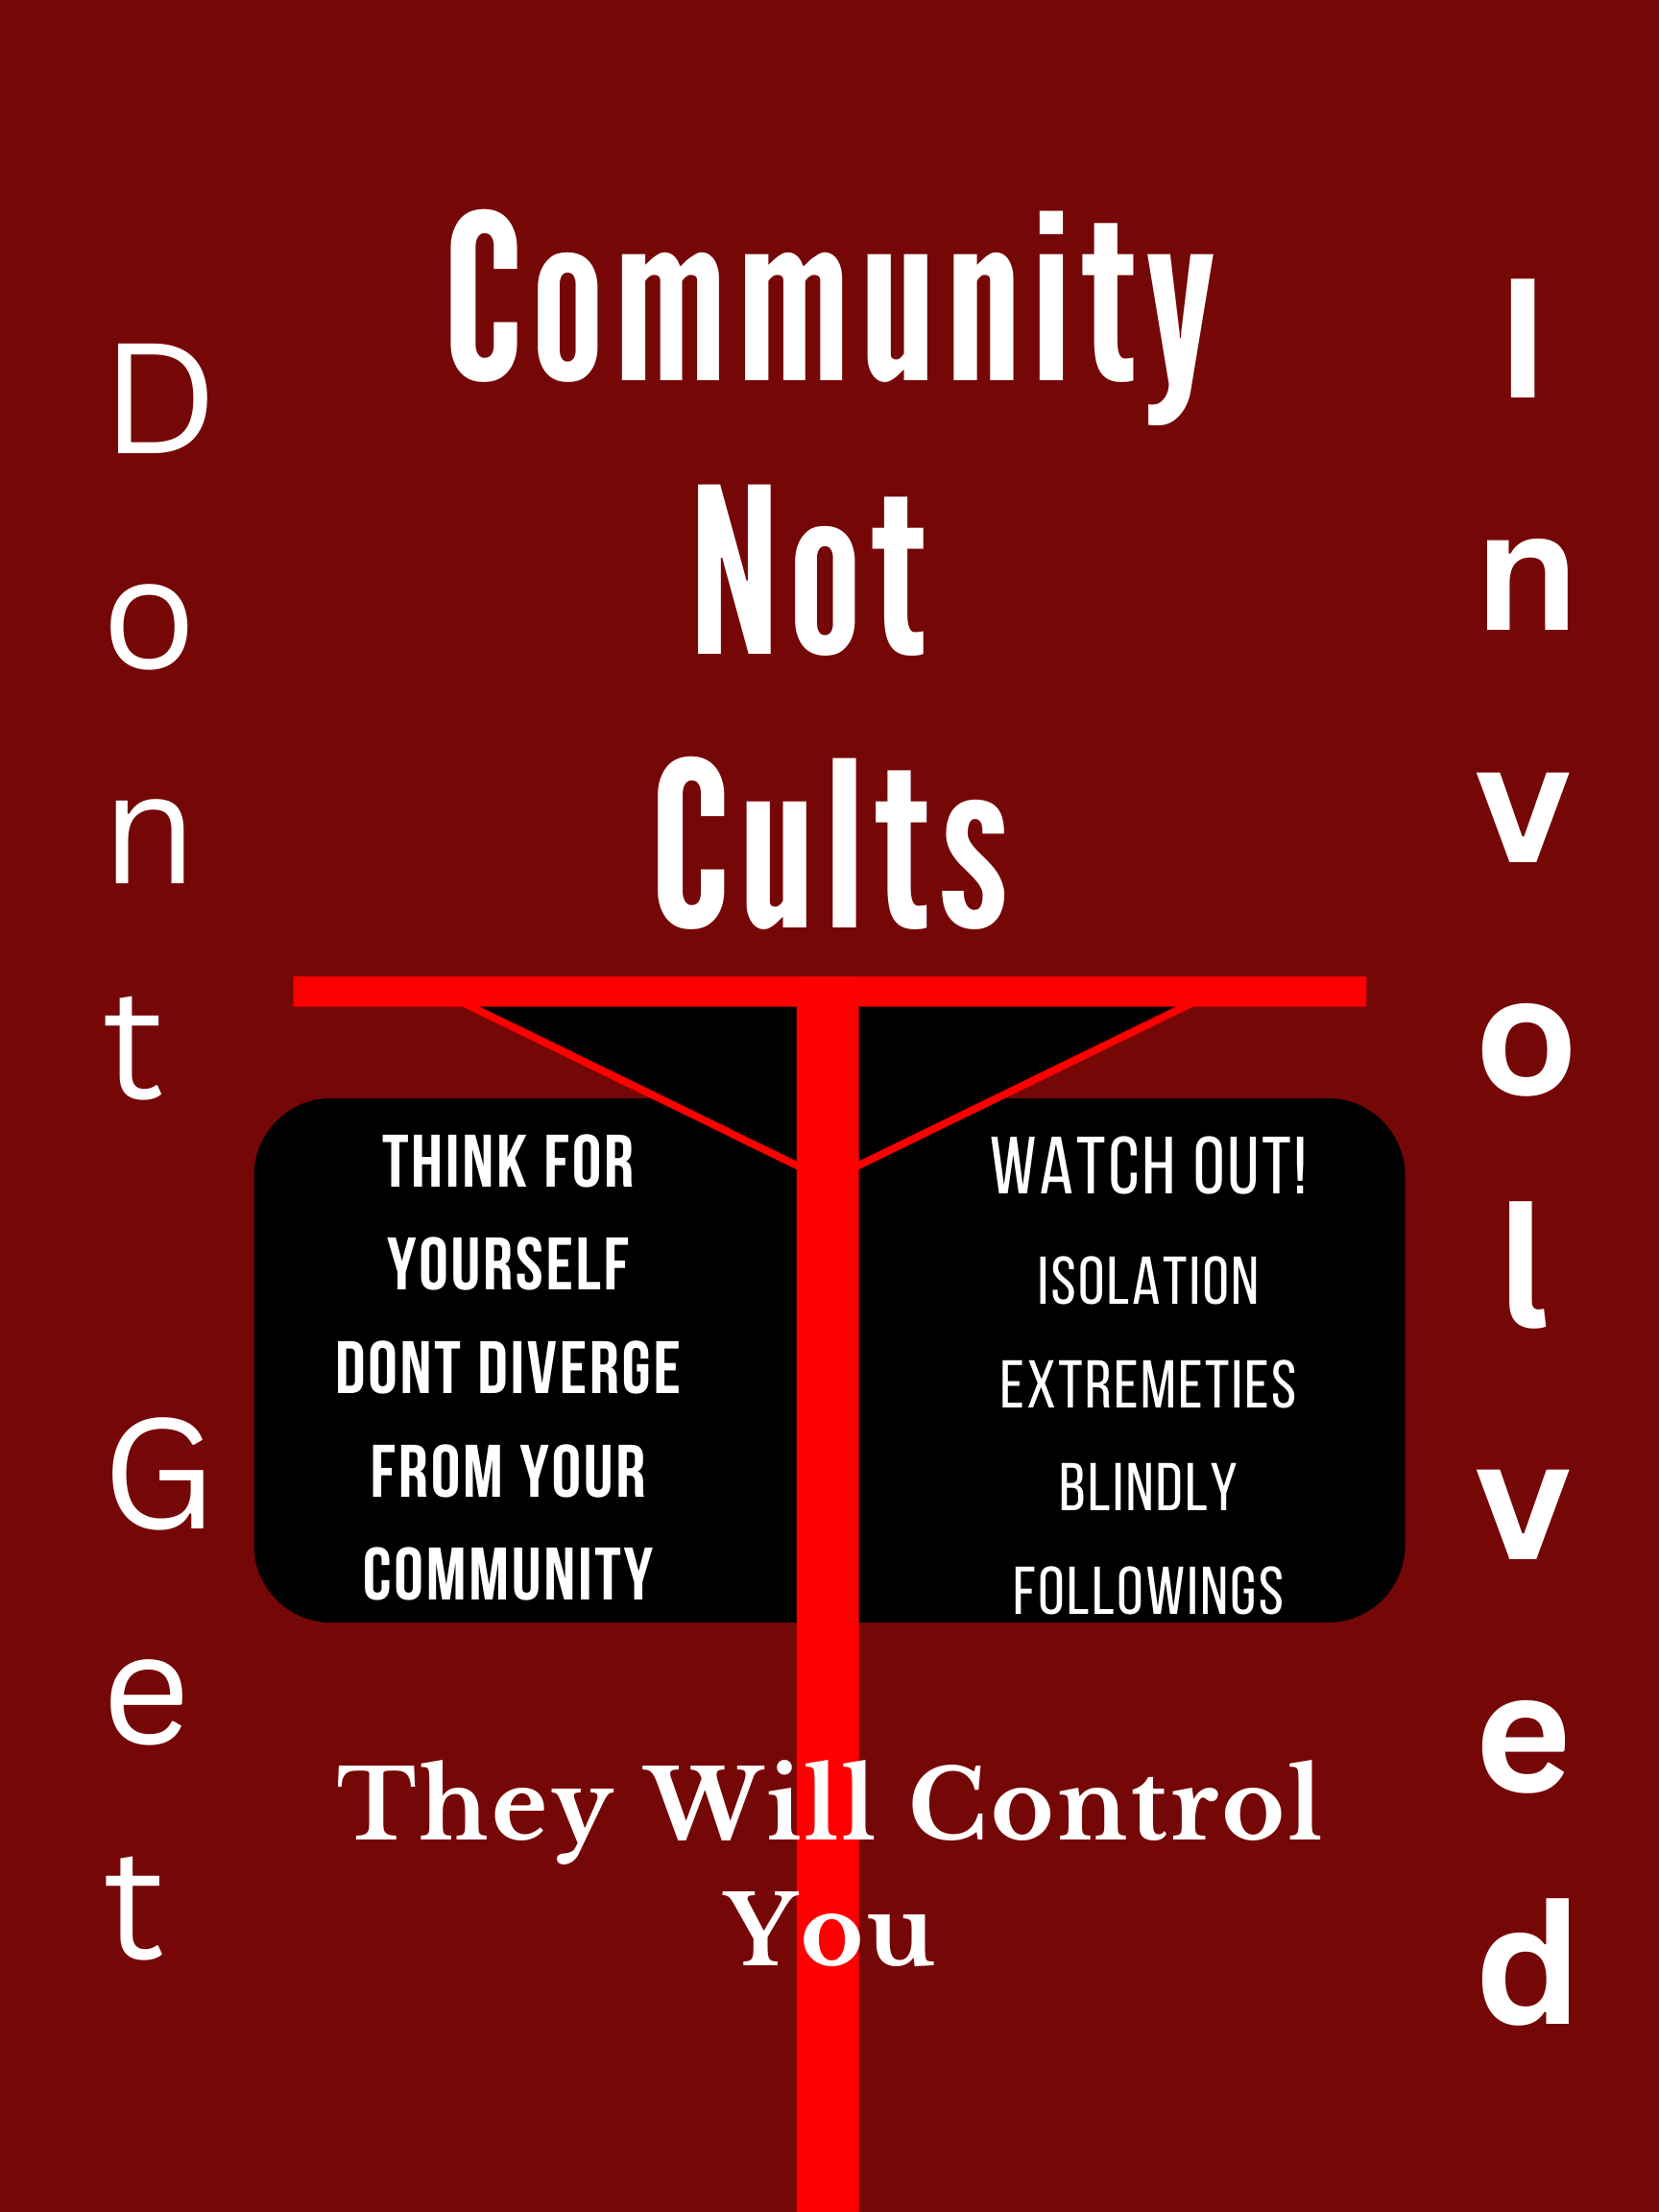 Community
Not
Cults
Dont Get
Involved
THINK FOR
YOURSELF
DONT DIVERGE
FROM YOUR
COMMUNITY
WATCH OUT!
ISOLATION
EXTREMETIES
BLINDLY
FOLLOWINGS
They Will Control
You